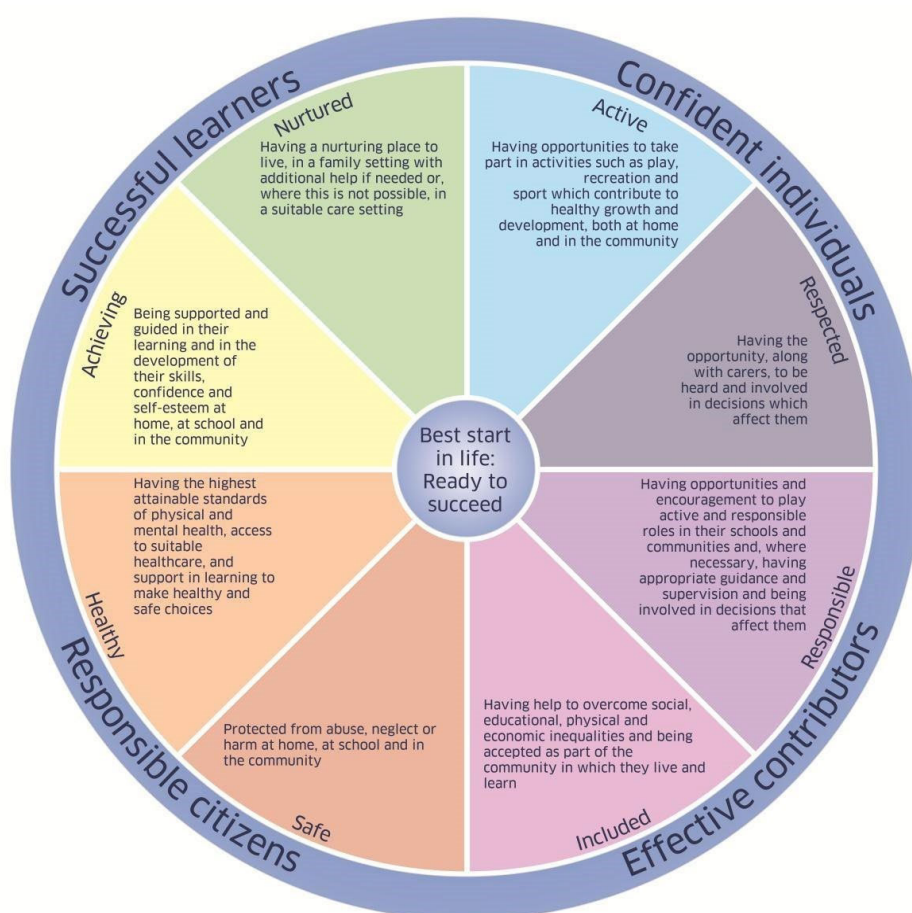 Successful learners
Confident individuals
Nurtured
Having a nurturing place to
live, in a family setting with
additional help if needed or,
where this is not possible, in
a suitable care setting
Active
Having opportunities to take
part in activities such as play,
recreation and
sport which contribute to
healthy growth and
development, both at home
and in the community
Achieving
Being supported and
guided in their
learning and in the
development of
their skills,
confidence and
self-esteem at
home, at school and
in the community
Respected
Having the
opportunity, along
with carers, to be
heard and involved
in decisions which
affect them
Best start
in life:
Ready to
succeed
Healthy
Having the highest
attainable standards
of physical and
mental health, access
to suitable
healthcare, and
support in learning to
make healthy and
safe choices
Responsible
Having opportunities and
encouragement to play
active and responsible
roles in their schools and
communities and, where
necessary, having
appropriate guidance and
supervision and being
involved in decisions that
affect them
Safe
Protected from abuse, neglect or
harm at home, at school and in
the community
Included
Having help to overcome social,
educational, physical and
economic inequalities and being
accepted as part of the
community in which they live and
learn
Responsible citizens
Effective contributors